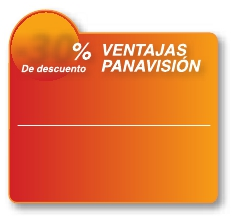 %
De descuento
VENTAJAS
PANAVISIÓN